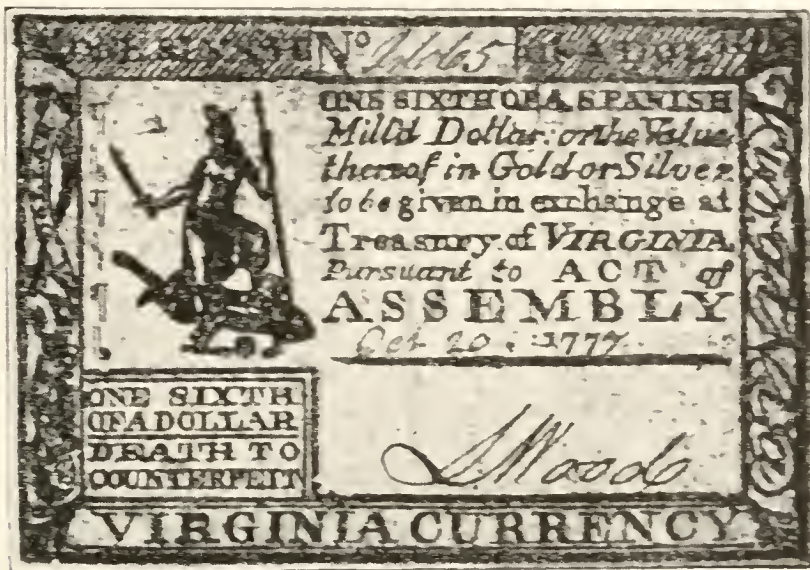 No
ONE SIXTH OF A SPANISH
Mill'd Dollar; or the Value
thereof in Gold or Silver
to be given in exchange at
Treasury of VIRGINIA
Pursuant to ACT of
ASSEMBLY
Oct 20 1777
ONE SIXTH
OF A DOLLAR
DEATH TO
COUNTERFEIT
Wood
VIRGINIA CURRENCY